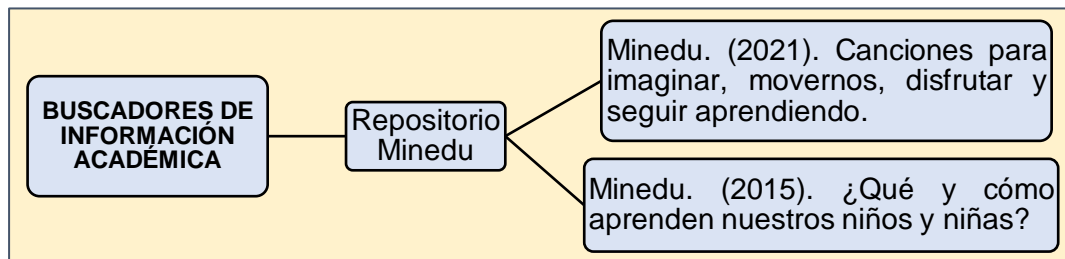 BUSCADORES DE
INFORMACIÓN
ACADÉMICA
Repositorio
Minedu
Minedu. (2021). Canciones para
imaginar, movernos, disfrutar y
seguir aprendiendo.
Minedu. (2015). ¿Qué y cómo
aprenden nuestros niños y niñas?